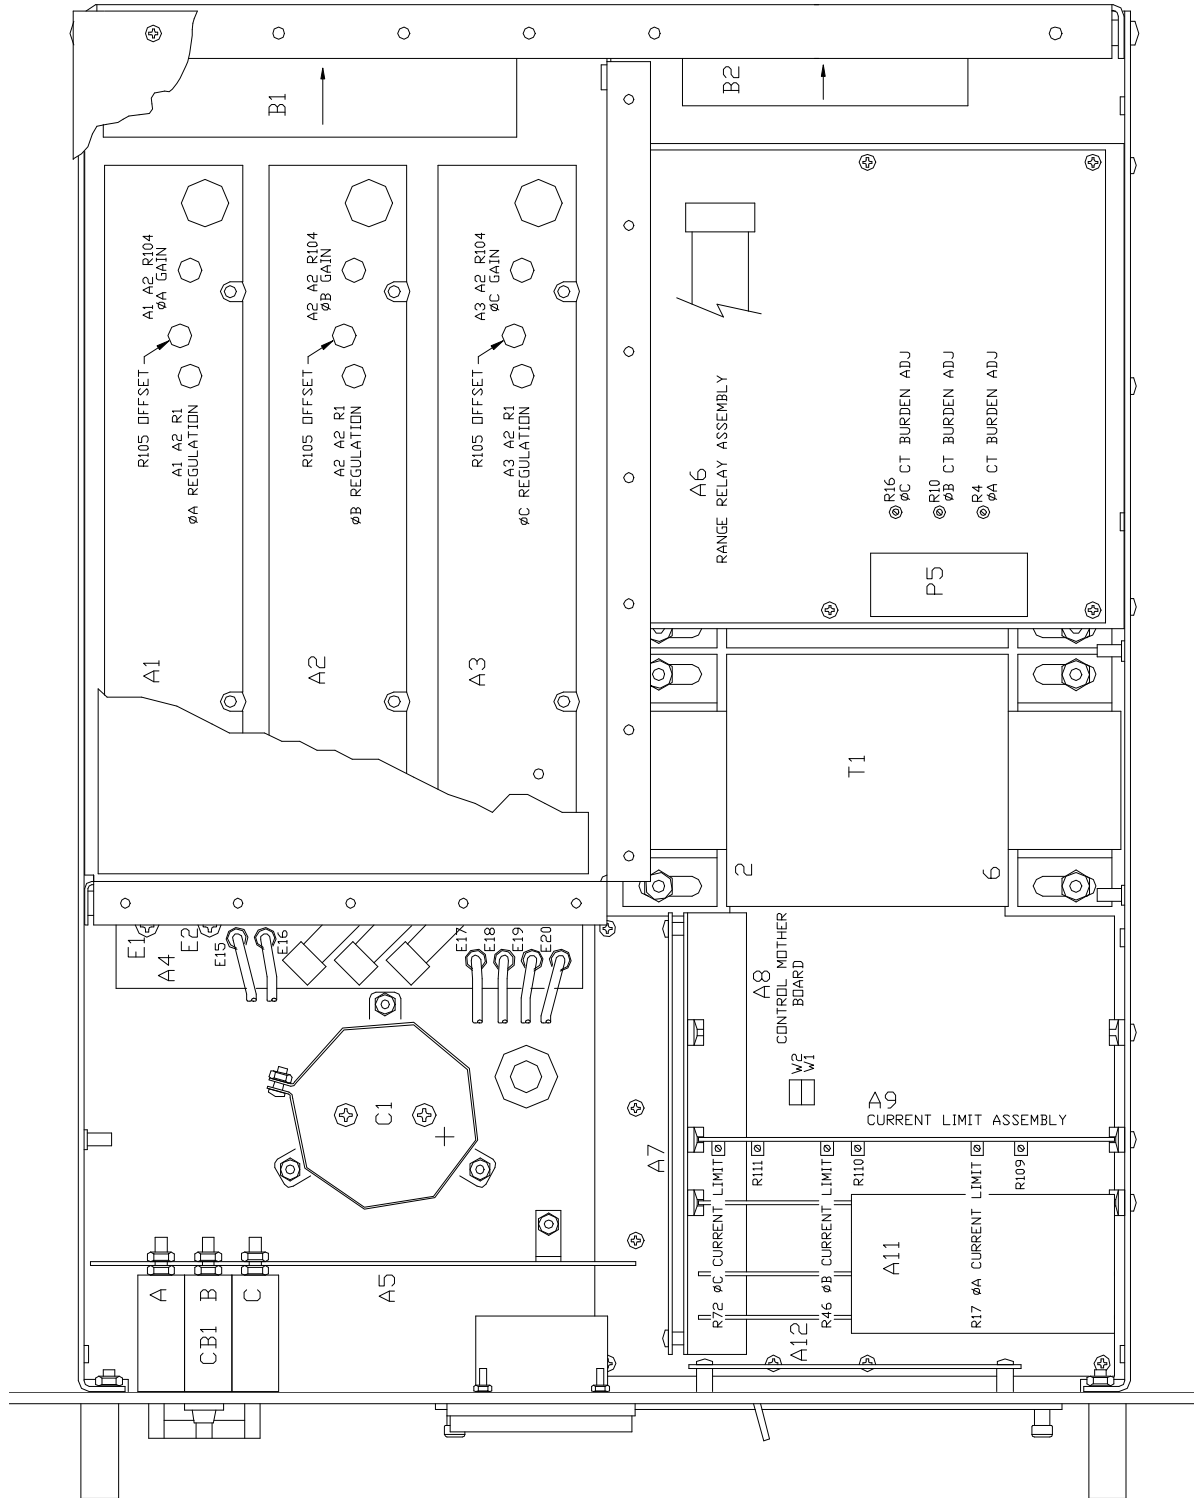 B1
B2
A1 A2 R104
ØA GAIN
R105 OFFSET
A1 A2 R1
ØA REGULATION
A1
A2 A2 R104
ØB GAIN
R105 OFFSET
A2 A2 R1
ØB REGULATION
A2
A3 A2 R104
ØC GAIN
R105 OFFSET
A3 A2 R1
ØC REGULATION
A3
A6
RANGE RELAY ASSEMBLY
R16
ØC CT BURDEN ADJ
R10
ØB CT BURDEN ADJ
R4
ØA CT BURDEN ADJ
P5
T1
2
6
E1
E2
E15
E16
A4
E17
E18
E19
E20
C1
+
A7
A8
CONTROL MOTHER
BOARD
W2
W1
A9
CURRENT LIMIT ASSEMBLY
R72 ØC CURRENT LIMIT
R111
R46 ØB CURRENT LIMIT
R110
R17 ØA CURRENT LIMIT
R109
A11
A12
A5
A
B
C
CB1